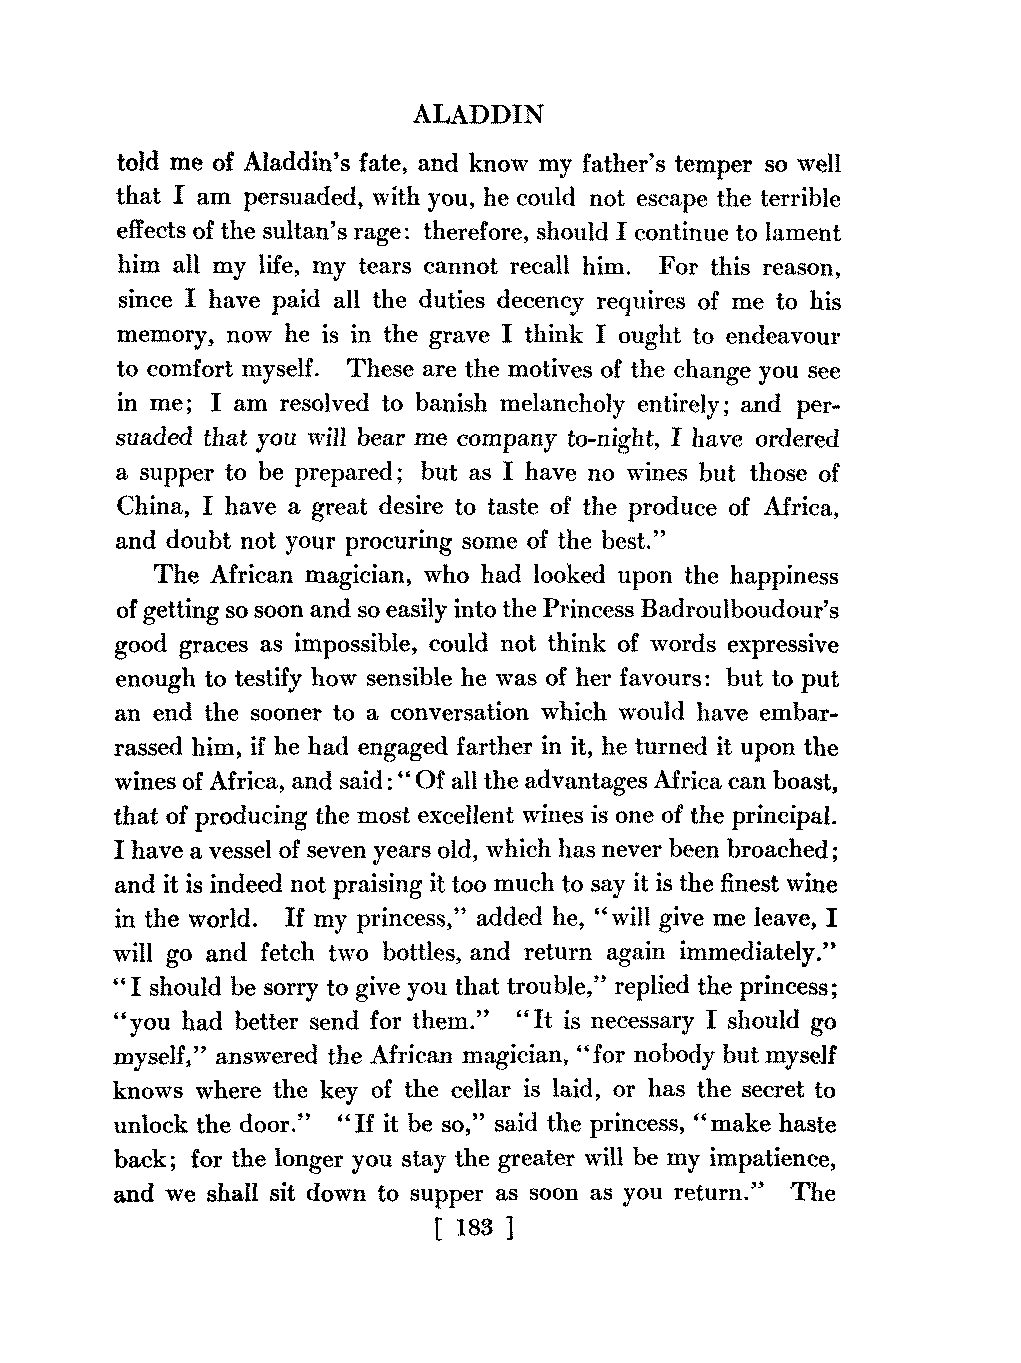 ALADDIN
told me of Aladdin's fate, and know my father's temper so well
that I am persuaded, with you, he could not escape the terrible
effects of the sultan's rage: therefore, should I continue to lament
him all my life, my tears cannot recall him. For this reason,
since I have paid all the duties decency requires of me to his
memory, now he is in the grave I think I ought to endeavour
to comfort myself. These are the motives of the change you see
in me; I am resolved to banish melancholy entirely; and per-
suaded that you will bear me company to-night, I have ordered
a supper to be prepared; but as I have no wines but those of
China, I have a great desire to taste of the produce of Africa,
and doubt not your procuring some of the best."
The African magician, who had looked upon the happiness
of getting so soon and so easily into the Princess Badroulboudour's
good graces as impossible, could not think of words expressive
enough to testify how sensible he was of her favours: but to put
an end the sooner to a conversation which would have embar-
rassed him, if he had engaged farther in it, he turned it upon the
wines of Africa, and said: "Of all the advantages Africa can boast,
that of producing the most excellent wines is one of the principal.
I have a vessel of seven years old, which has never been broached;
and it is indeed not praising it too much to say it is the finest wine
in the world. If my princess," added he, "will give me leave, I
will go and fetch two bottles, and return again immediately."
"I should be sorry to give you that trouble," replied the princess;
"you had better send for them." "It is necessary I should go
myself," answered the African magician, "for nobody but myself
knows where the key of the cellar is laid, or has the secret to
unlock the door." "If it be so," said the princess, "make haste
back; for the longer you stay the greater will be my impatience,
and we shall sit down to supper as soon as you return." The
[ 183 ]